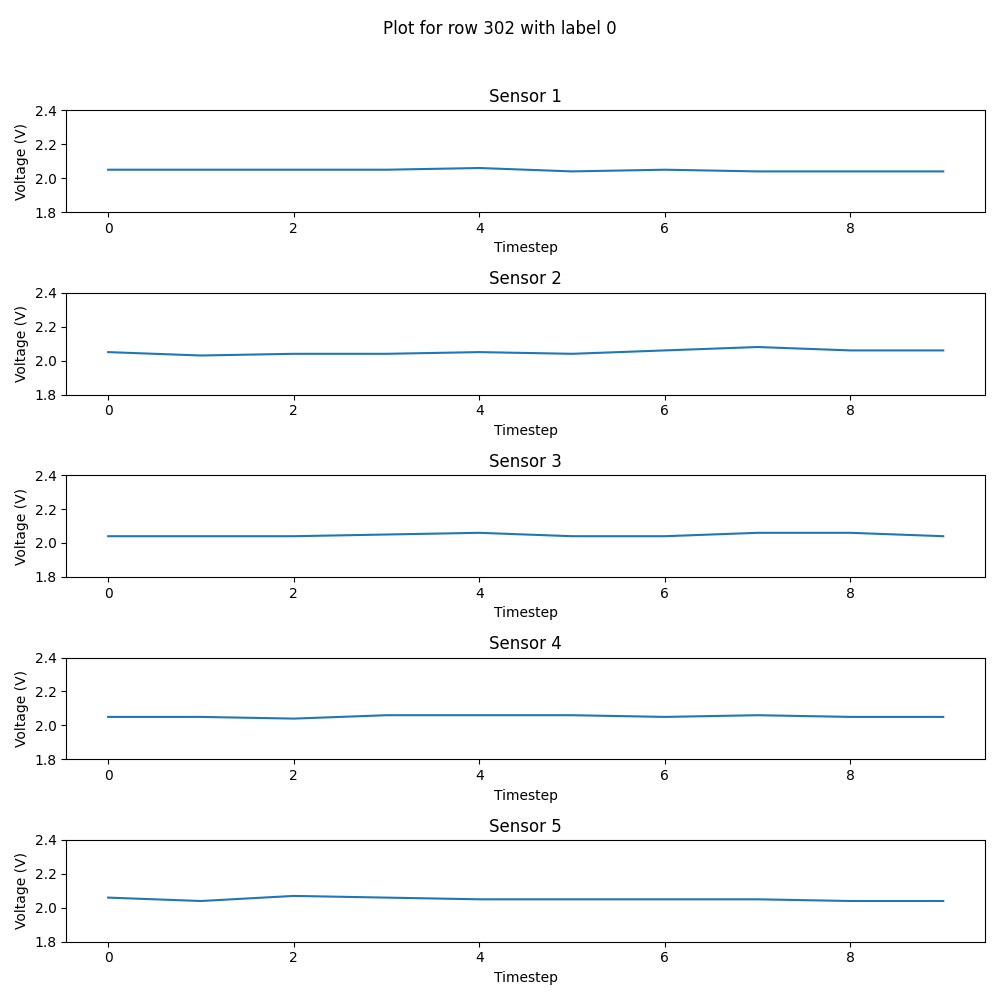 Plot for row 302 with label 0
Sensor 1
2.4
2.2
2.0
1.8
Voltage (V)
0 2 4 6 8
Timestep
Sensor 2
2.4
2.2
2.0
1.8
Voltage (V)
0 2 4 6 8
Timestep
Sensor 3
2.4
2.2
2.0
1.8
Voltage (V)
0 2 4 6 8
Timestep
Sensor 4
2.4
2.2
2.0
1.8
Voltage (V)
0 2 4 6 8
Timestep
Sensor 5
2.4
2.2
2.0
1.8
Voltage (V)
0 2 4 6 8
Timestep